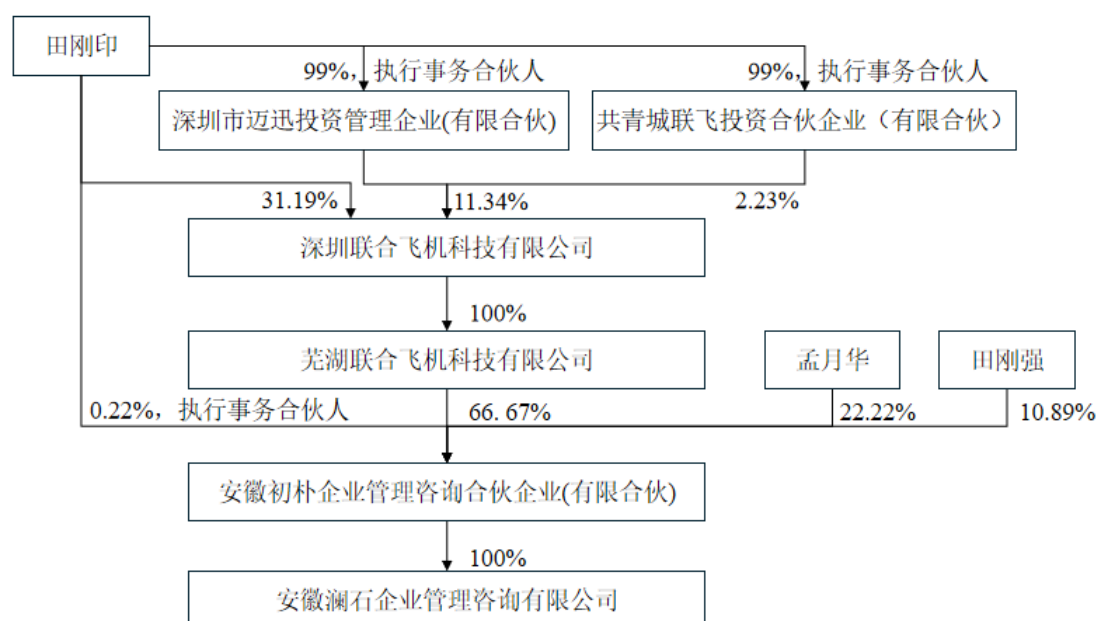 田刚印
99%，执行事务合伙人
99%，执行事务合伙人
深圳市迈迅投资管理企业(有限合伙)
共青城联飞投资合伙企业（有限合伙）
31.19%
11.34%
2.23%
深圳联合飞机科技有限公司
100%
芜湖联合飞机科技有限公司
孟月华
田刚强
0.22%，执行事务合伙人
66.67%
22.22%
10.89%
安徽初朴企业管理咨询合伙企业(有限合伙)
100%
安徽澜石企业管理咨询有限公司